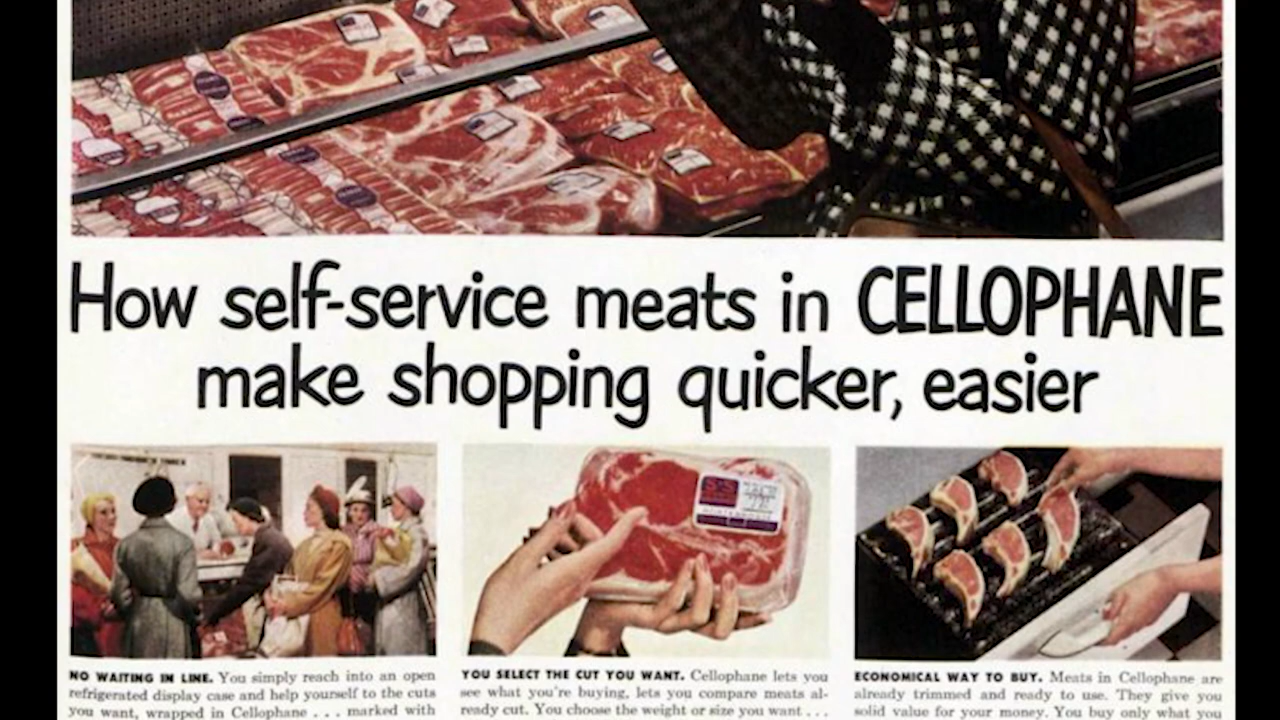 How self-service meats in CELLOPHANE
make shopping quicker, easier
NO WAITING IN LINE. You simply reach into an open
refrigerated display case and help yourself to the cuts
you want, wrapped in Cellophane . . . marked with
YOU SELECT THE CUT YOU WANT. Cellophane lets you
see what you're buying, lets you compare meats al-
ready cut. You choose the weight or size you want . . .
ECONOMICAL WAY TO BUY. Meats in Cellophane are
already trimmed and ready to use. They give you
solid value for your money. You buy only what you